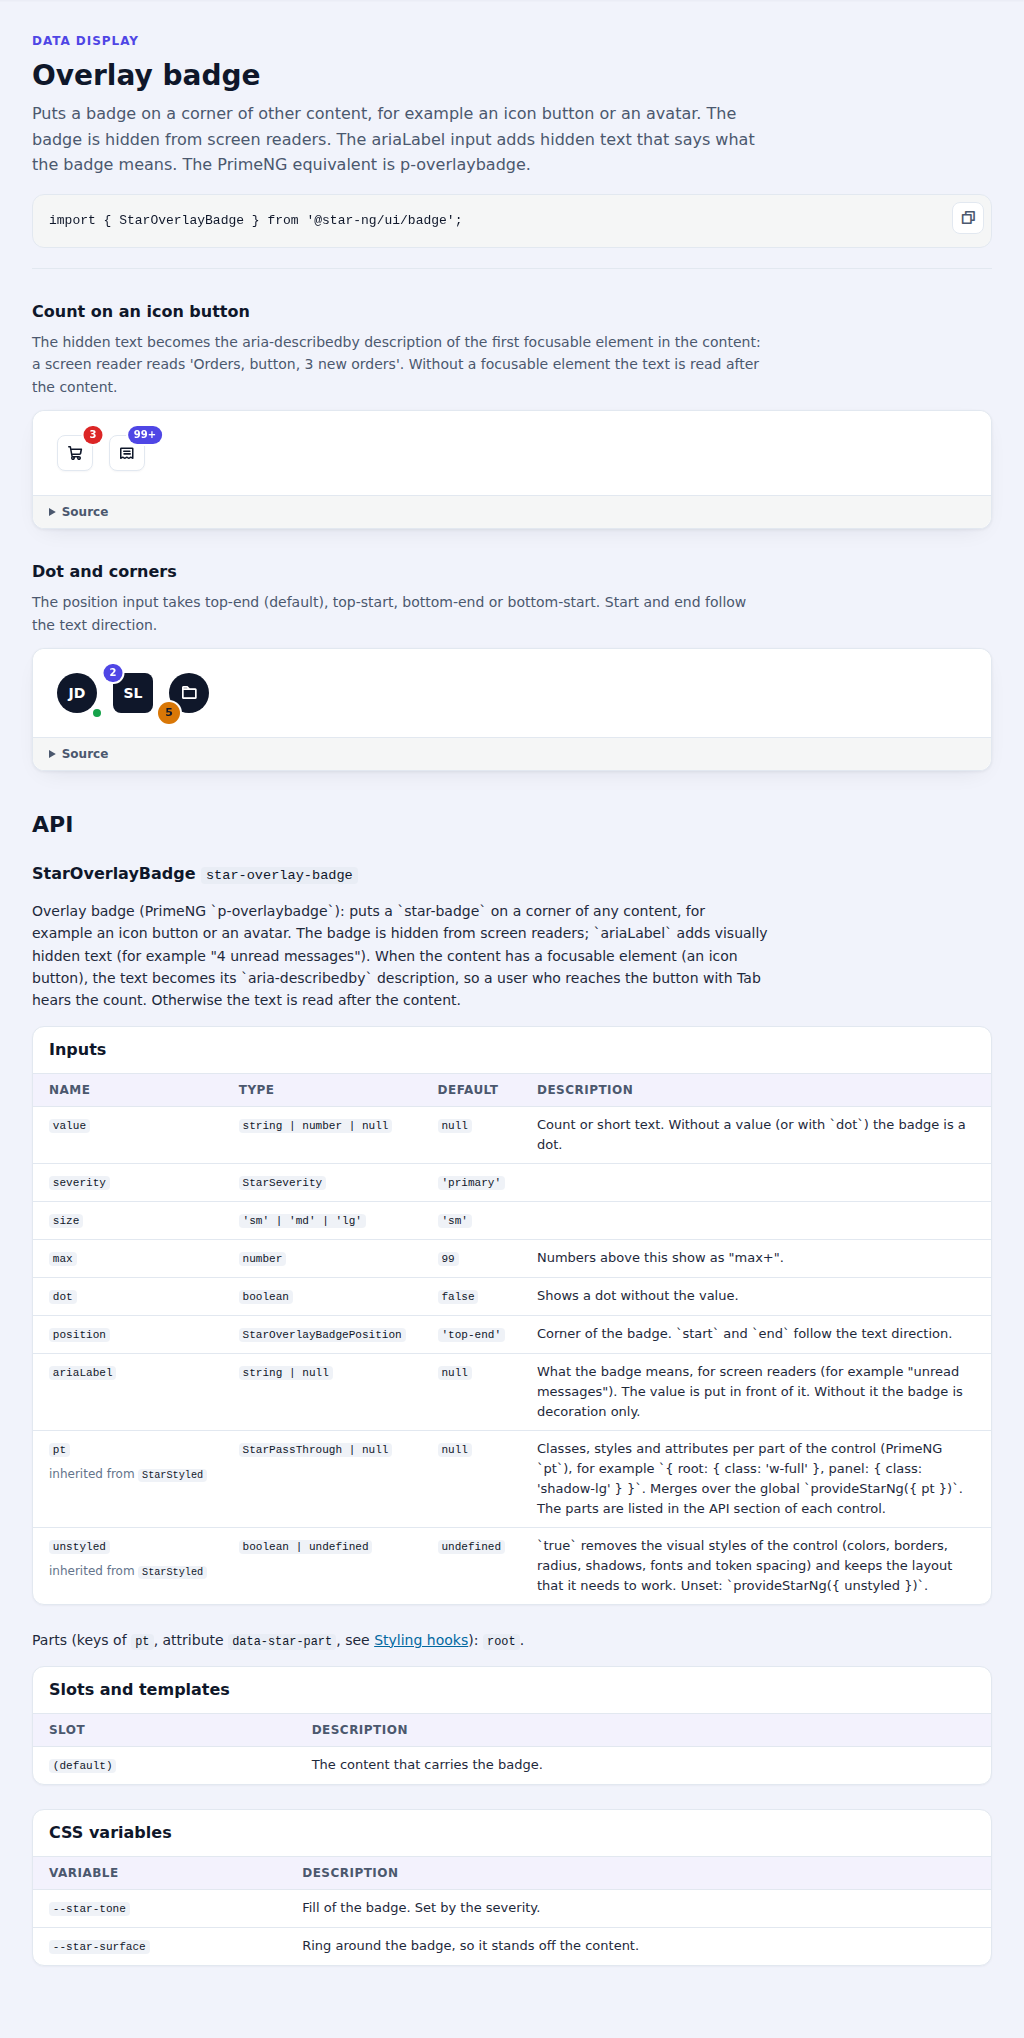 DATA DISPLAY
Overlay badge
Puts a badge on a corner of other content, for example an icon button or an avatar. The
badge is hidden from screen readers. The ariaLabel input adds hidden text that says what
the badge means. The PrimeNG equivalent is p-overlaybadge.
import { StarOverlayBadge } from '@star-ng/ui/badge';
Count on an icon button
The hidden text becomes the aria-describedby description of the first focusable element in the content:
a screen reader reads 'Orders, button, 3 new orders'. Without a focusable element the text is read after
the content.
3 99+
Source
Dot and corners
The position input takes top-end (default), top-start, bottom-end or bottom-start. Start and end follow
the text direction.
JD 2 SL 5
Source
API
StarOverlayBadge star-overlay-badge
Overlay badge (PrimeNG `p-overlaybadge`): puts a `star-badge` on a corner of any content, for
example an icon button or an avatar. The badge is hidden from screen readers; `ariaLabel` adds visually
hidden text (for example "4 unread messages"). When the content has a focusable element (an icon
button), the text becomes its `aria-describedby` description, so a user who reaches the button with Tab
hears the count. Otherwise the text is read after the content.
Inputs
NAME TYPE DEFAULT DESCRIPTION
value string | number | null null Count or short text. Without a value (or with `dot`) the badge is a
dot.
severity StarSeverity 'primary'
size 'sm' | 'md' | 'lg' 'sm'
max number 99 Numbers above this show as "max+".
dot boolean false Shows a dot without the value.
position StarOverlayBadgePosition 'top-end' Corner of the badge. `start` and `end` follow the text direction.
ariaLabel string | null null What the badge means, for screen readers (for example "unread
messages"). The value is put in front of it. Without it the badge is
decoration only.
pt StarPassThrough | null null Classes, styles and attributes per part of the control (PrimeNG
inherited from StarStyled `pt`), for example `{ root: { class: 'w-full' }, panel: { class:
'shadow-lg' } }`. Merges over the global `provideStarNg({ pt })`.
The parts are listed in the API section of each control.
unstyled boolean | undefined undefined `true` removes the visual styles of the control (colors, borders,
inherited from StarStyled radius, shadows, fonts and token spacing) and keeps the layout
that it needs to work. Unset: `provideStarNg({ unstyled })`.
Parts (keys of pt, attribute data-star-part, see Styling hooks): root.
Slots and templates
SLOT DESCRIPTION
(default) The content that carries the badge.
CSS variables
VARIABLE DESCRIPTION
--star-tone Fill of the badge. Set by the severity.
--star-surface Ring around the badge, so it stands off the content.